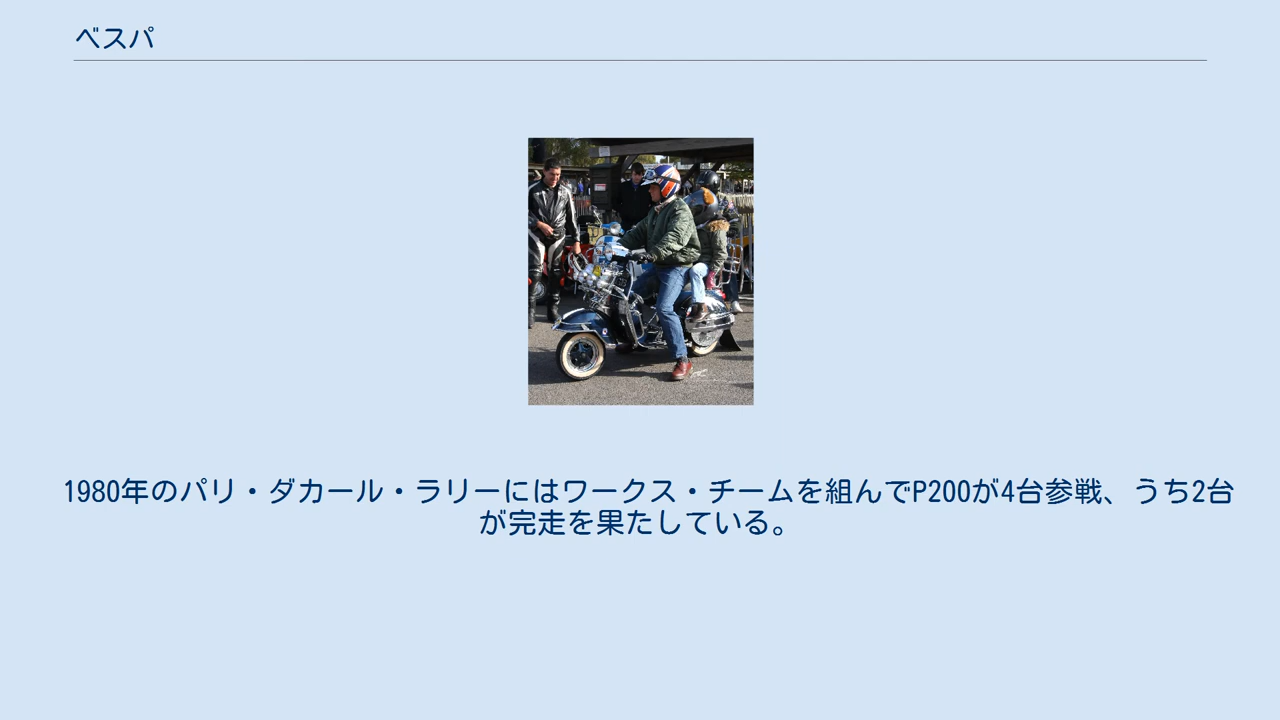 ベスパ
1980年のパリ・ダカール・ラリーにはワークス・チームを組んでP200が4台参戦、うち2台
が完走を果たしている。